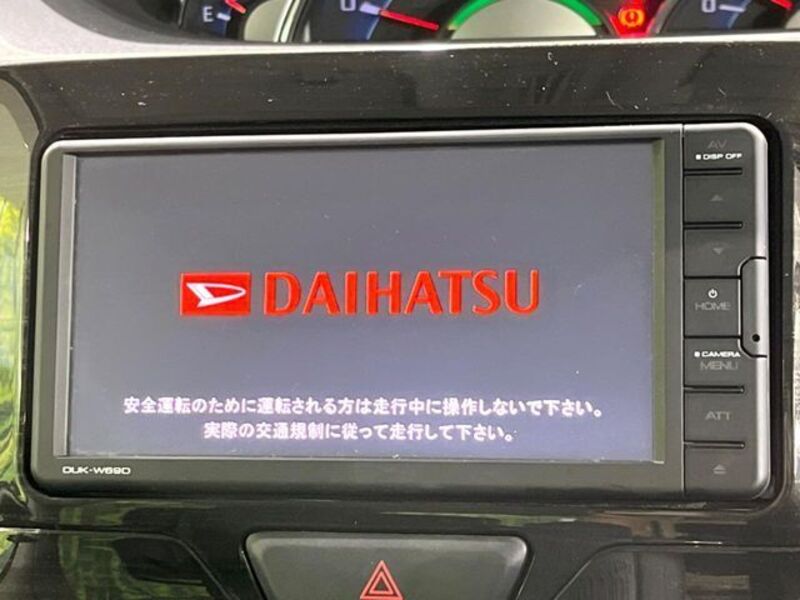 E
0
0
AV
DISP OFF
DAIHATSU
HOME
CAMERA
MENU
安全運転のために運転される方は走行中に操作しないで下さい。
実際の交通規制に従って走行して下さい。
ATT
DUK-W69D